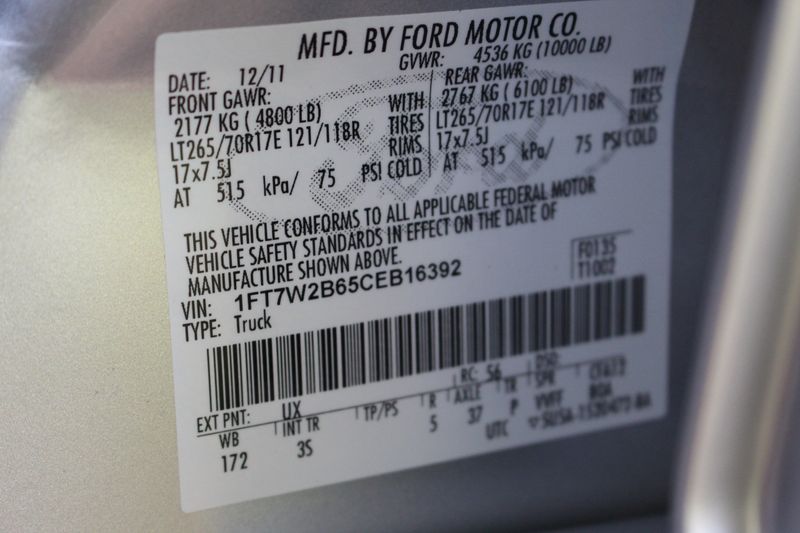 MFD. BY FORD MOTOR CO.
DATE: 12/11 GVWR: 4536 KG (10000 LB)
FRONT GAWR: REAR GAWR:
2177 KG ( 4800 LB) WITH 2767 KG ( 6100 LB) WITH
LT265/70R17E 121/118R TIRES LT265/70R17E 121/118R TIRES
17x7.5J RIMS 17x7.5J RIMS
AT 515 kPa/ 75 PSI COLD AT 515 kPa/ 75 PSI COLD
Ford
THIS VEHICLE CONFORMS TO ALL APPLICABLE FEDERAL MOTOR
VEHICLE SAFETY STANDARDS IN EFFECT ON THE DATE OF
MANUFACTURE SHOWN ABOVE.
VIN: 1FT7W2B65CEB16392 F0135
TYPE: Truck T1002
EXT PNT: UX RC: 56 DSO:
WB INT TR TP/PS R AXLE TR SPR
172 3S 5 37 P VVFF
UTC